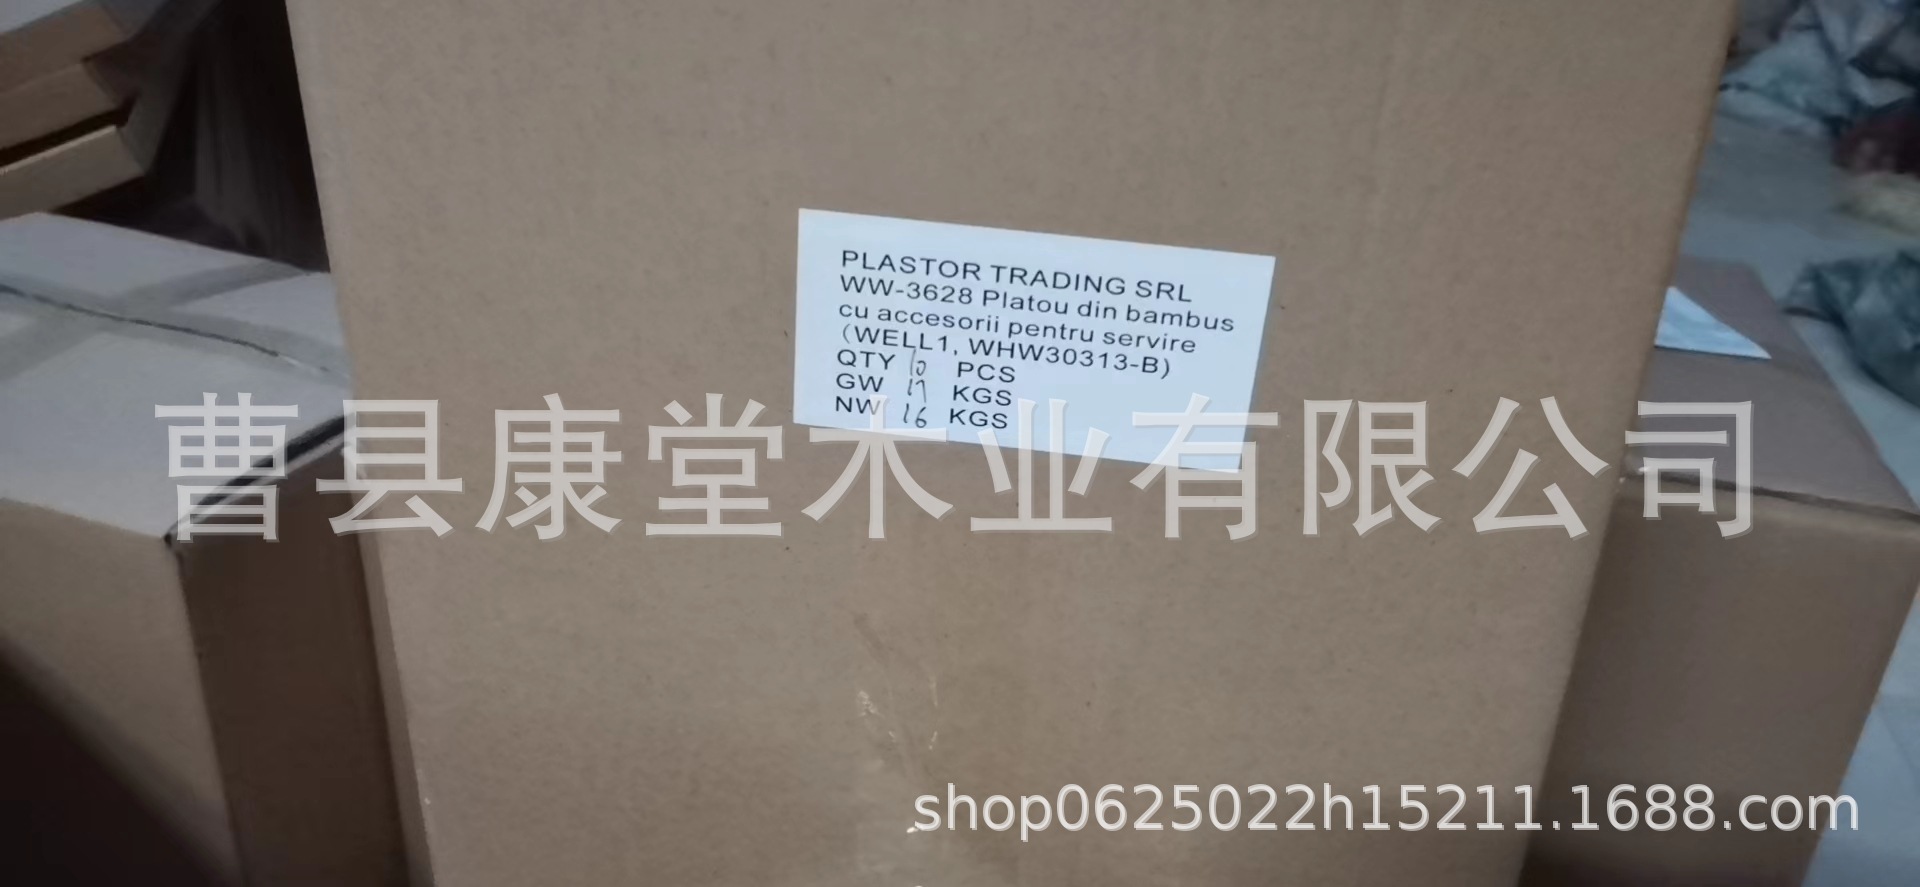 PLASTOR TRADING SRL
WW-3628 Platou din bambus
cu accesorii pentru servire
(WELL1, WHW30313-B)
QTY 10 PCS
GW 17 KGS
NW 16 KGS
曹县康堂木业有限公司
shop0625022h15211.1688.com